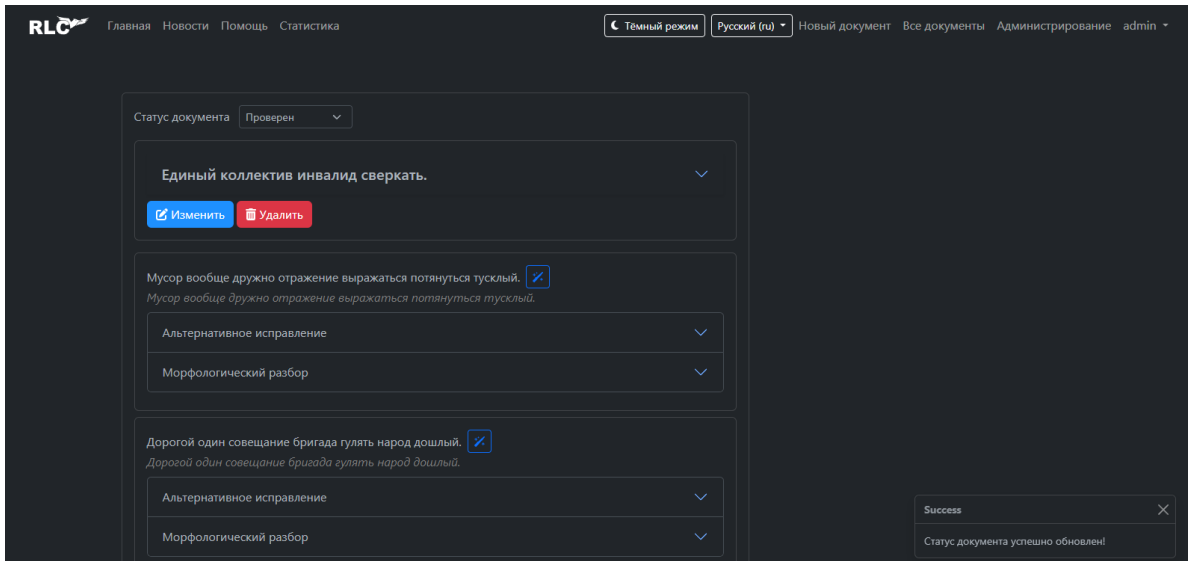 RLC Главная Новости Помощь Статистика Тёмный режим Русский (ru) Новый документ Все документы Администрирование admin
Статус документа Проверен
Единый коллектив инвалид сверкать.
Изменить Удалить
Мусор вообще дружно отражение выражаться потянуться тусклый.
Мусор вообще дружно отражение выражаться потянуться тусклый.
Альтернативное исправление
Морфологический разбор
Дорогой один совещание бригада гулять народ дошлый.
Дорогой один совещание бригада гулять народ дошлый.
Альтернативное исправление
Морфологический разбор
Success
Статус документа успешно обновлен!